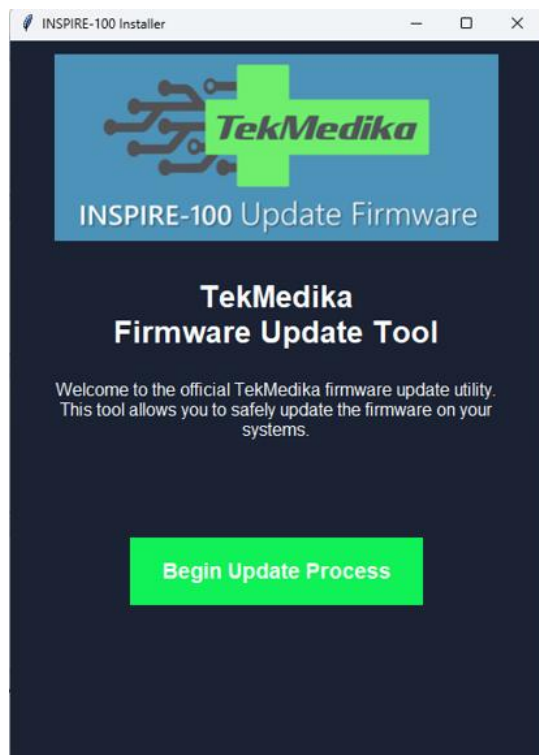 INSPIRE-100 Installer
TekMedika
INSPIRE-100 Update Firmware
TekMedika
Firmware Update Tool
Welcome to the official TekMedika firmware update utility.
This tool allows you to safely update the firmware on your
systems.
Begin Update Process